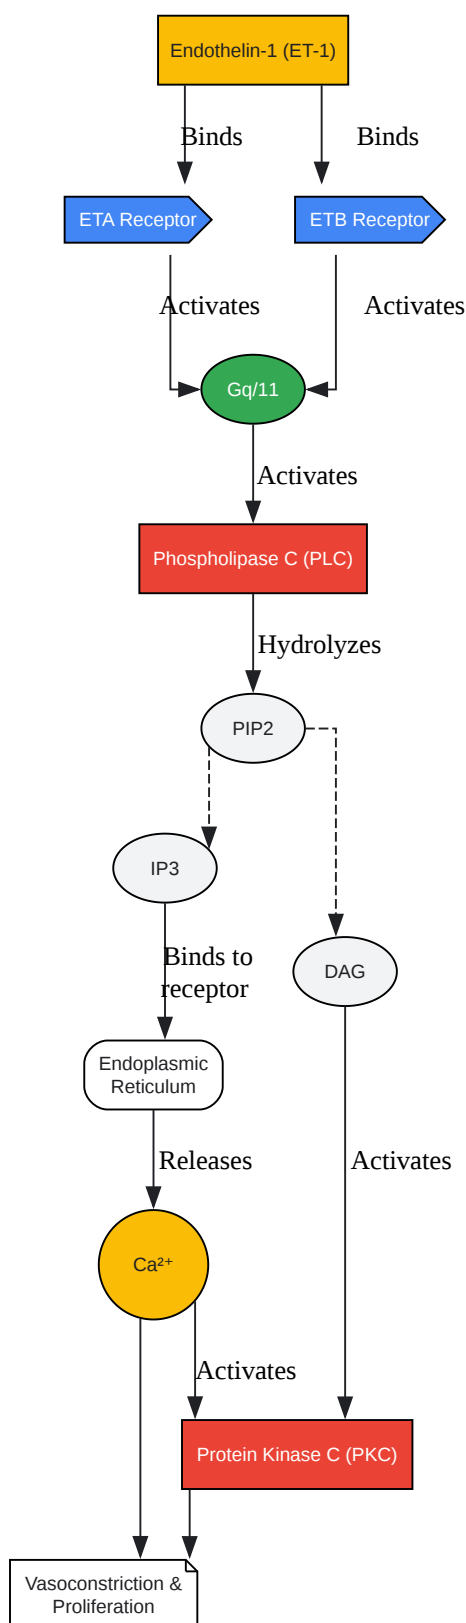 Endothelin-1 (ET-1)
Binds
Binds
ETA Receptor
ETB Receptor
Activates
Activates
Gq/11
Activates
Phospholipase C (PLC)
Hydrolyzes
PIP2
IP3
Binds to
receptor
DAG
Endoplasmic
Reticulum
Releases
Activates
Ca²⁺
Activates
Protein Kinase C (PKC)
Vasoconstriction &
Proliferation